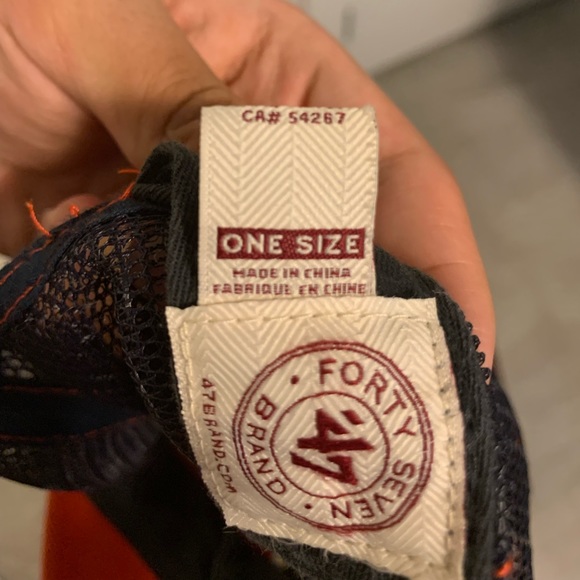 CA# 54267
ONE SIZE
MADE IN CHINA
FABRIQUE EN CHINE
FORTY SEVEN BRAND
'47
47BRAND.COM